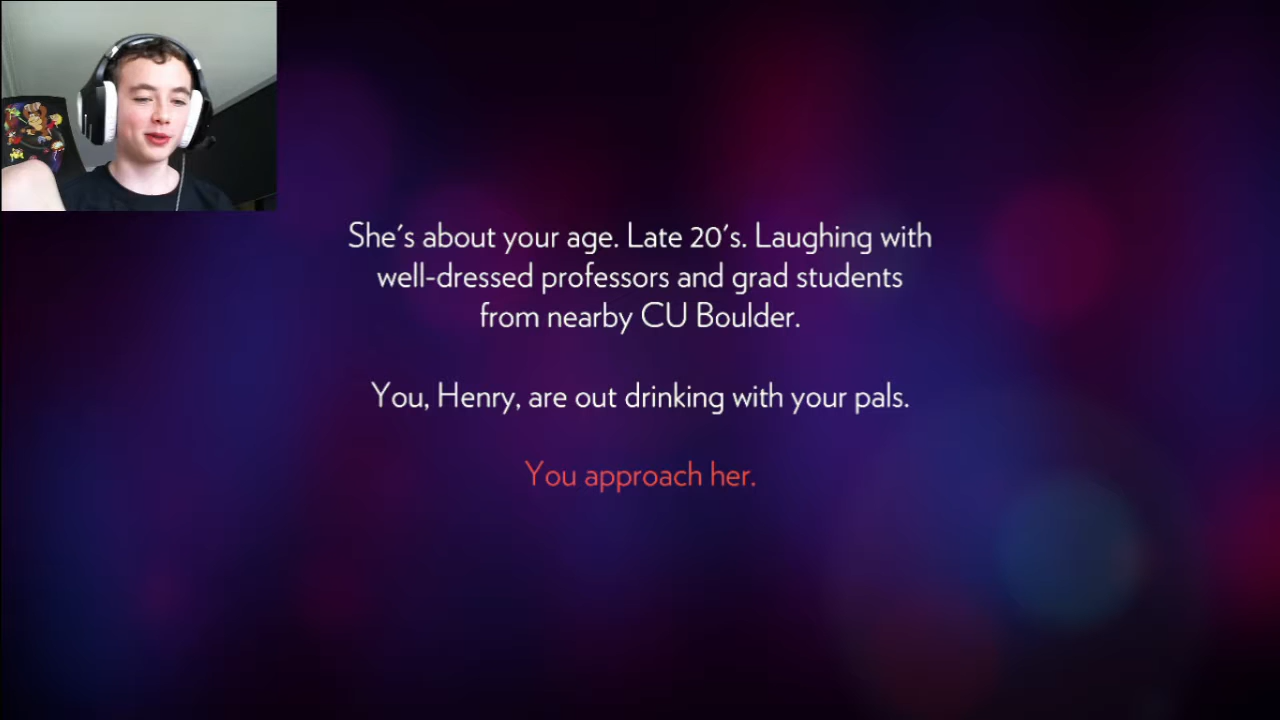 She's about your age. Late 20's. Laughing with
well-dressed professors and grad students
from nearby CU Boulder.
You, Henry, are out drinking with your pals.
You approach her.